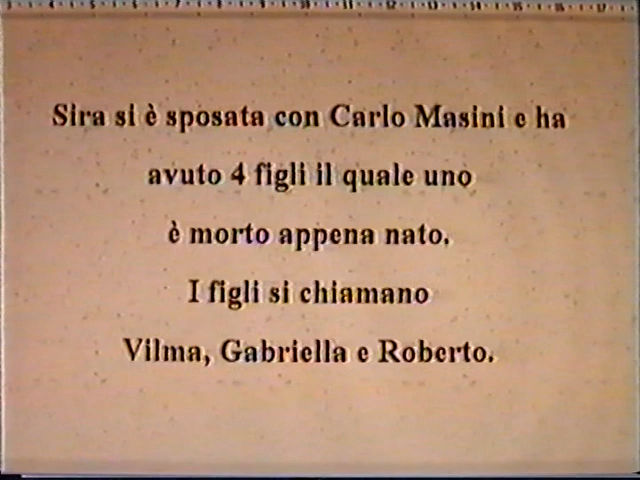 Sira si è sposata con Carlo Masini e ha
avuto 4 figli il quale uno
è morto appena nato.
I figli si chiamano
Vilma, Gabriella e Roberto.